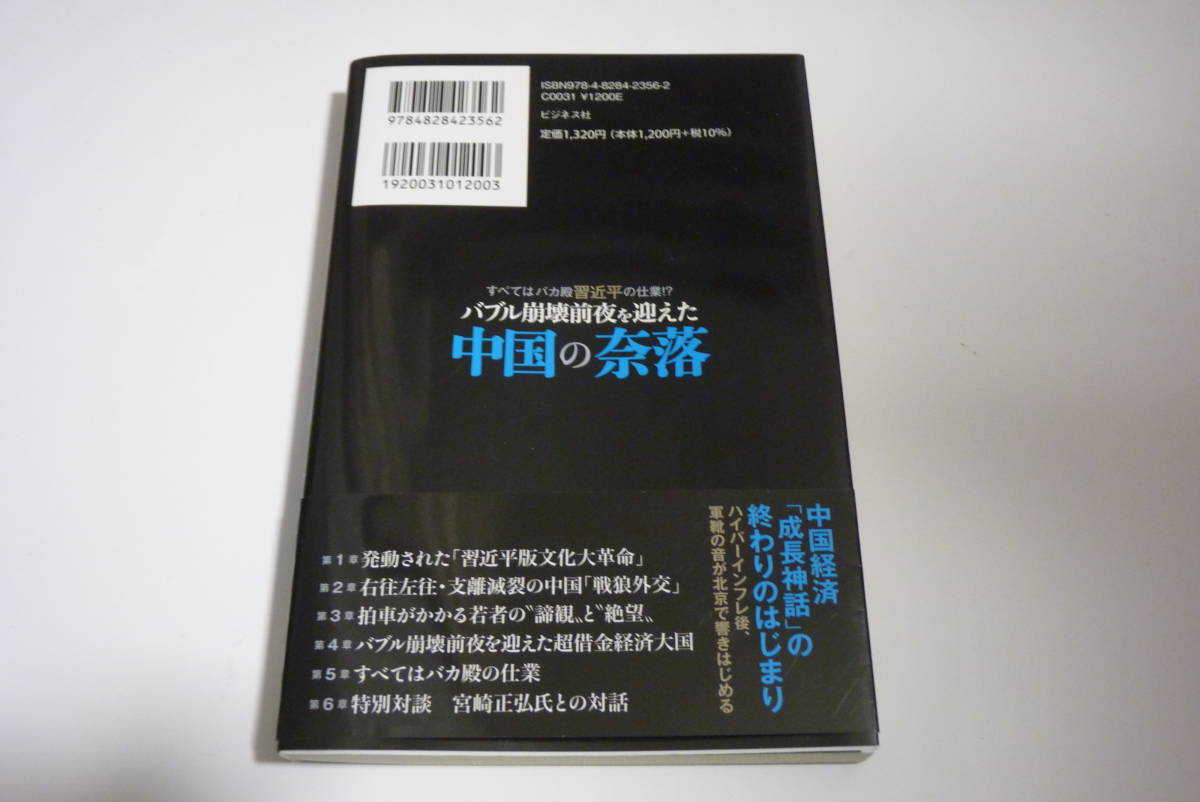 9784828423562
1920031012003
ISBN978-4-8284-2356-2
C0031 ¥1200E
ビジネス社
定価1,320円（本体1,200円+税10%）
すべてはバカ殿習近平の仕業!?
バブル崩壊前夜を迎えた
中国の奈落
中国経済
「成長神話」の
終わりのはじまり
ハイパーインフレ後、
軍靴の音が北京で響きはじめる
第1章 発動された「習近平版文化大革命」
第2章 右往左往・支離滅裂の中国「戦狼外交」
第3章 拍車がかかる若者の〝諦観〟と〝絶望〟
第4章 バブル崩壊前夜を迎えた超借金経済大国
第5章 すべてはバカ殿の仕業
第6章 特別対談　宮崎正弘氏との対話